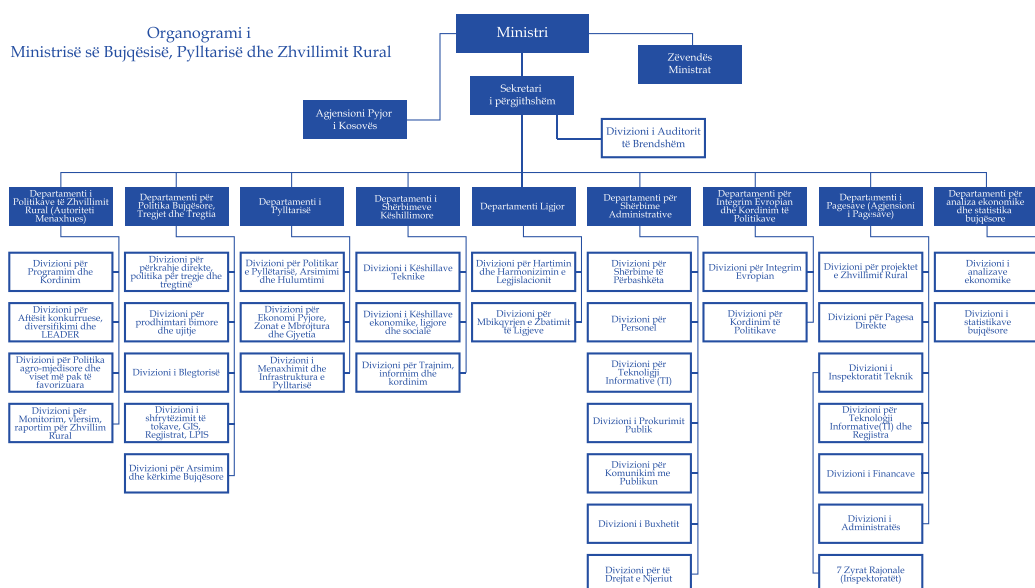 Organogrami i
Ministrisë së Bujqësisë, Pylltarisë dhe Zhvillimit Rural
Ministri
Zëvendës
Ministrat
Sekretari
i përgjithshëm
Agjensioni Pyjor
i Kosovës
Divizioni i Auditorit
të Brendshëm
Departamenti i
Politikave të Zhvillimit
Rural (Autoriteti
Menaxhues)
Divizioni për
Programim dhe
Kordinim
Divizioni për
Aftësit konkurruese,
diversifikimi dhe
LEADER
Divizioni për Politika
agro-mjedisore dhe
viset më pak të
favorizuara
Divizioni për
Monitorim, vlersim,
raportim për Zhvillim
Rural
Departamenti për
Politika Bujqësore,
Tregjet dhe Tregtia
Divizioni për
përkrahje direkte,
politika për tregje dhe
tregtinë
Divizioni për
prodhimtari bimore
dhe ujitje
Divizioni i Blegtorisë
Divizioni i
shfrytëzimit të
tokave, GIS,
Regjistrat, LPIS
Divizioni për Arsimim
dhe kërkime Bujqësore
Departamenti i
Pylltarisë
Divizioni për Politikar
e Pylletarisë, Arsimimi
dhe Hulumtimi
Divizioni për
Ekonomi Pyjore,
Zonat e Mbrojtura dhe
Gjyetia
Divizioni i
Menaxhimit dhe
Infrastruktura e
Pylltarisë
Departamenti i
Shërbimeve
Këshillimore
Divizioni i Këshillave
Teknike
Divizioni i Këshillave
ekonomike, ligjore
dhe sociale
Divizioni për Trajnim,
informim dhe
kordinim
Departamenti Ligjor
Divizioni për Hartimin
dhe Harmonizimin e
Legjislacionit
Divizioni për
Mbikqyrjen e Zbatimit
të Ligjeve
Departamenti për
Shërbime
Administrative
Divizioni për
Shërbime të
Përbashkëta
Divizioni për
Personel
Divizioni për
Teknoligji
Informative (TI)
Divizioni i Prokurimit
Publik
Divizioni për
Komunikim me
Publikun
Divizioni i Buxhetit
Divizioni për të
Drejtat e Njeriut
Departamenti për
Integrim Evropian
dhe Kordinim të
Politikave
Divizioni për Integrim
Evropian
Divizioni për
Kordinim të
Politikave
Departamenti i
Pagesave (Agjensioni
i Pagesave)
Divizioni për projektet
e Zhvillimit Rural
Divizioni për Pagesa
Direkte
Divizioni i
Inspektoratit Teknik
Divizioni për
Teknologji
Informative(TI) dhe
Regjistra
Divizioni i Financave
Divizioni i
Administratës
7 Zyrat Rajonale
(Inspektoratët)
Departamenti për
analiza ekonomike
dhe statistika
bujqësore
Divizioni i
analizave
ekonomike
Divizioni i
statistikave
bujqësore